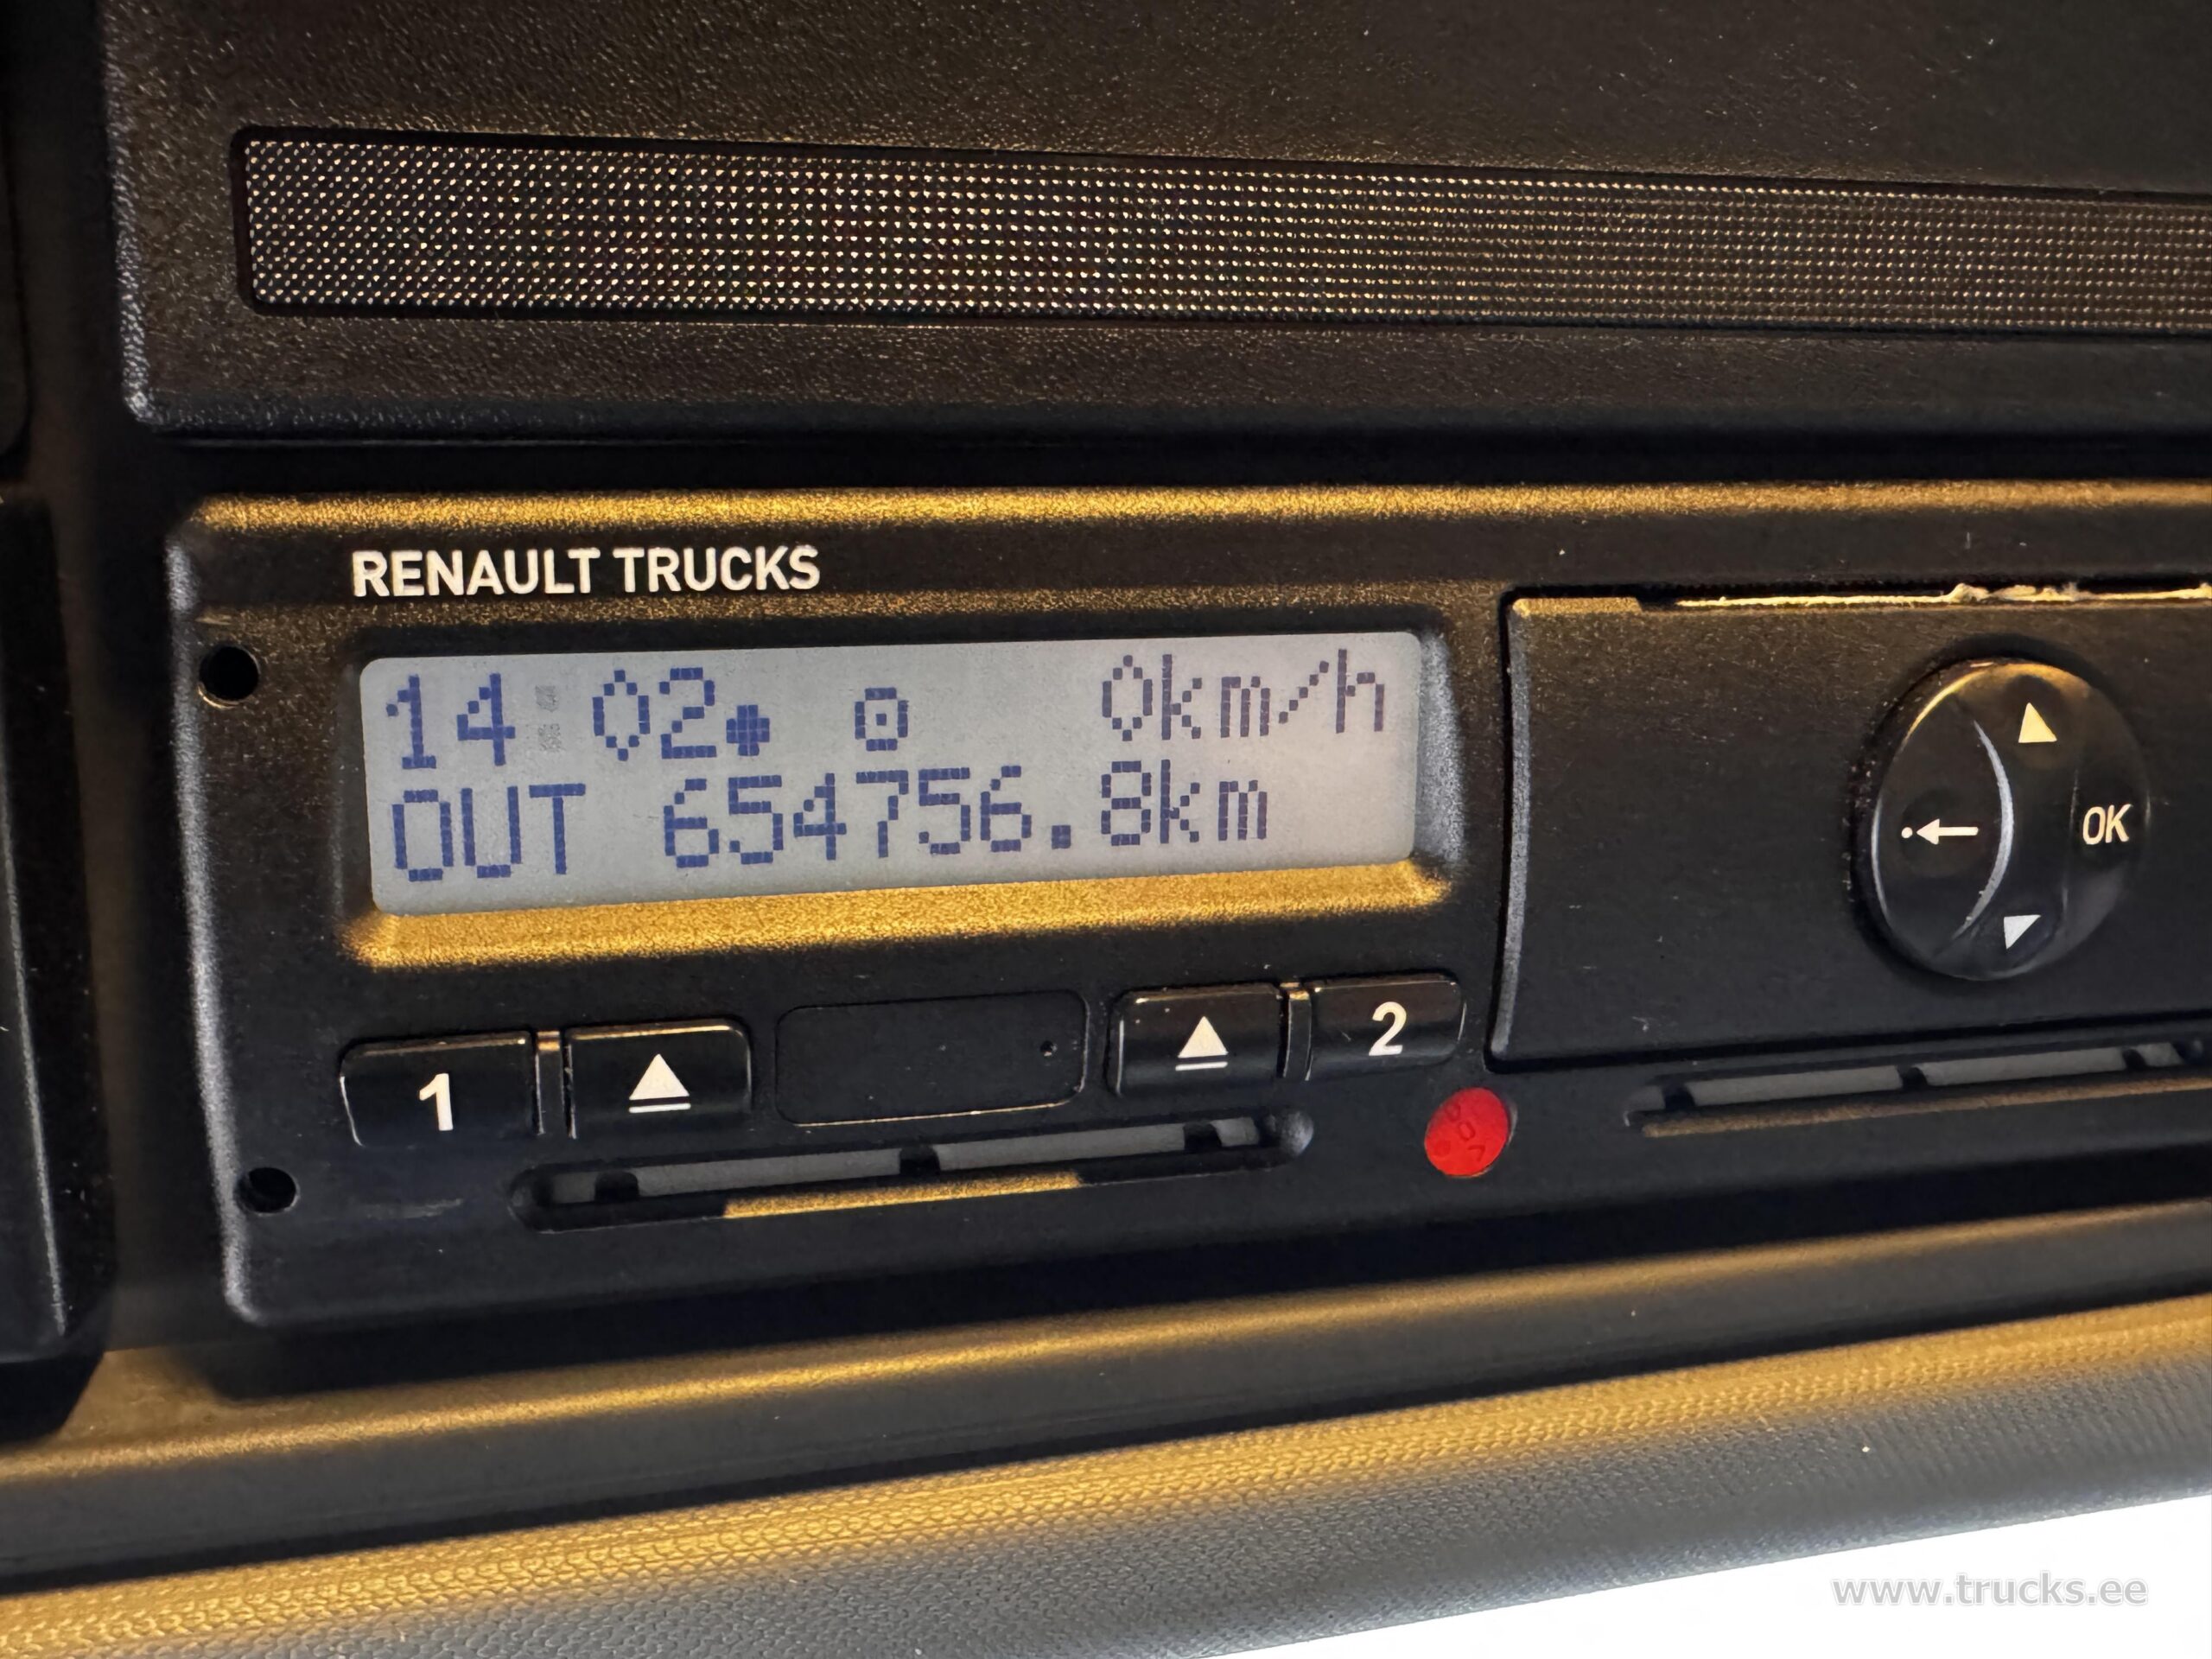 RENAULT TRUCKS
14:02 0km/h
OUT 654756.8km
OK
1 2
www.trucks.ee